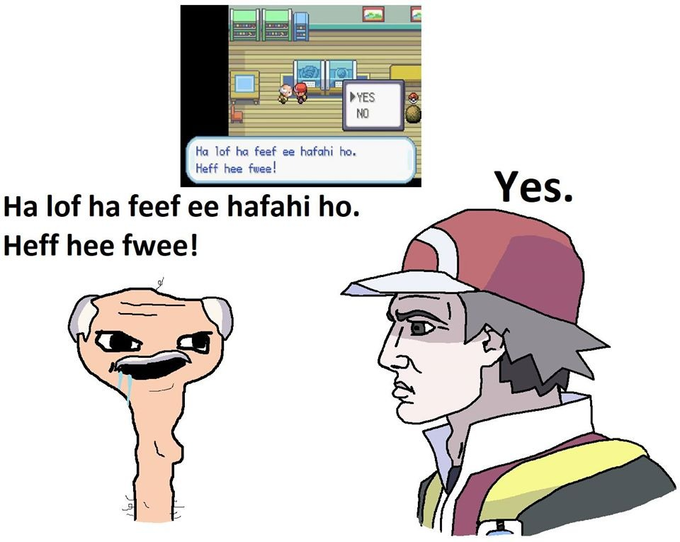 ▶YES
NO
Ha lof ha feef ee hafahi ho.
Heff hee fwee!
Yes.
Ha lof ha feef ee hafahi ho.
Heff hee fwee!